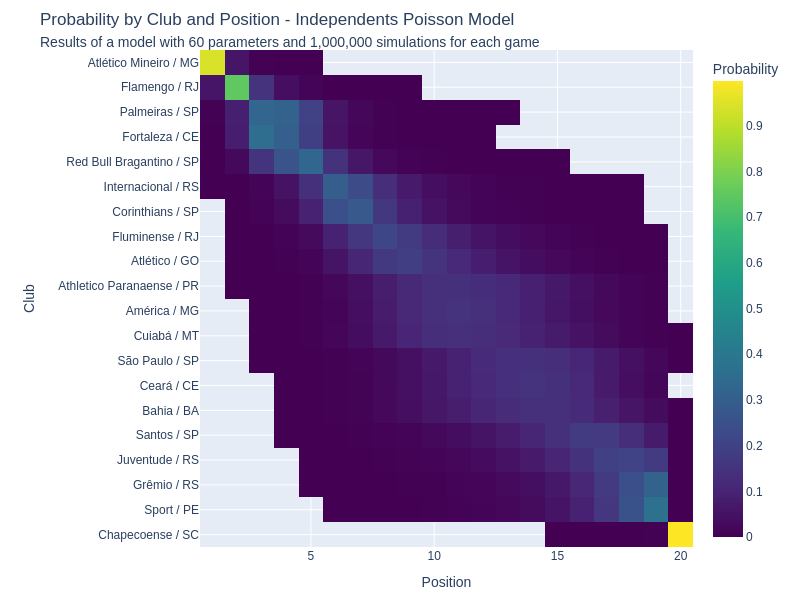 Probability by Club and Position - Independents Poisson Model
Results of a model with 60 parameters and 1,000,000 simulations for each game
Probability
Atlético Mineiro / MG
Flamengo / RJ
Palmeiras / SP
Fortaleza / CE
Red Bull Bragantino / SP
Internacional / RS
Corinthians / SP
Fluminense / RJ
Atlético / GO
Athletico Paranaense / PR
América / MG
Cuiabá / MT
São Paulo / SP
Ceará / CE
Bahia / BA
Santos / SP
Juventude / RS
Grêmio / RS
Sport / PE
Chapecoense / SC
Club
5
10
15
20
Position
0.9
0.8
0.7
0.6
0.5
0.4
0.3
0.2
0.1
0